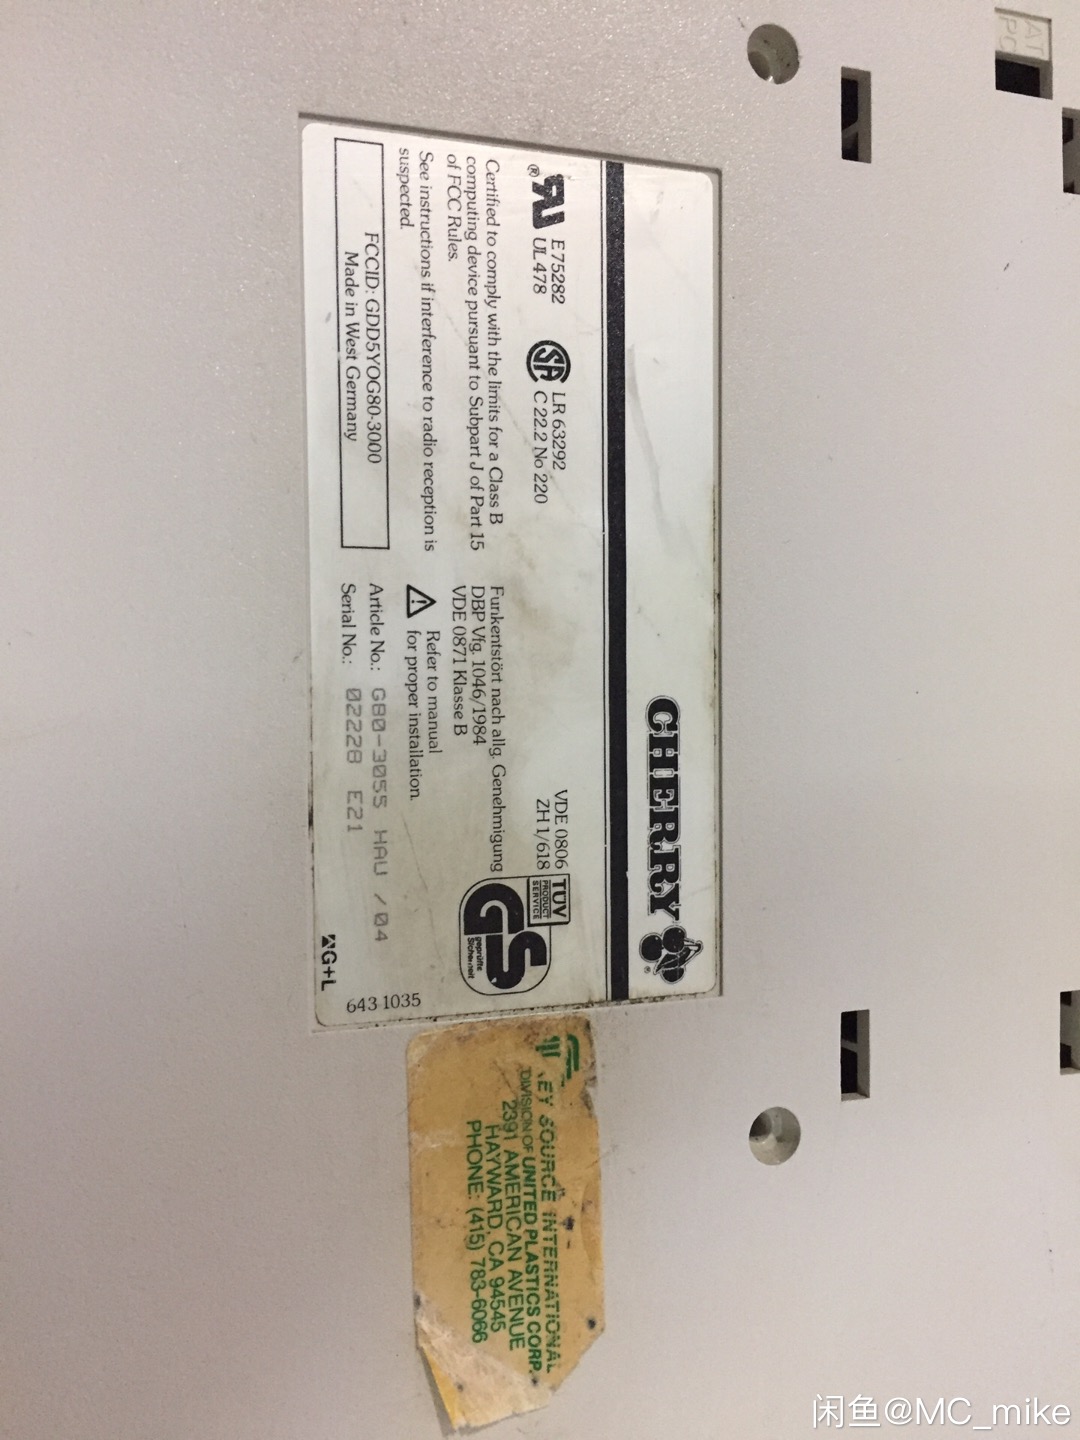 CHERRY
®
E75282
UL 478
®
LR 63292
C 22.2 No 220
VDE 0806
ZH 1/618
TÜV
PRODUCT
SERVICE
GS
geprüfte
Sicherheit
Certified to comply with the limits for a Class B
computing device pursuant to Subpart J of Part 15
of FCC Rules.
See instructions if interference to radio reception is
suspected.
Funkentstört nach allg. Genehmigung
DBP Vfg. 1046/1984
VDE 0871 Klasse B
Refer to manual
for proper installation.
FCCID: GDD5YOG80-3000
Made in West Germany
Article No.: G80-3055 HAU / 04
Serial No.: 02228 E21
G+L
643 1035
EY SOURCE INTERNATIONAL
DIVISION OF UNITED PLASTICS CORP.
2391 AMERICAN AVENUE
HAYWARD, CA 94545
PHONE: (415) 783-6066
AT
PC
闲鱼@MC_mike